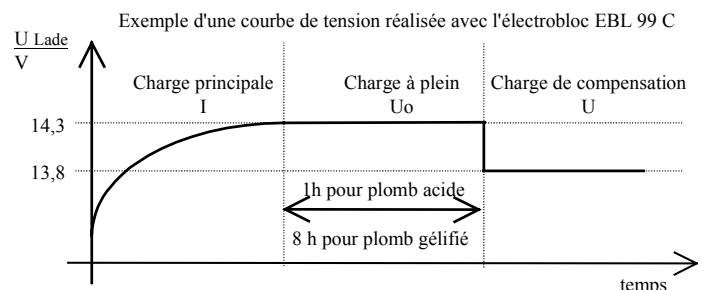 Exemple d'une courbe de tension réalisée avec l'électrobloc EBL 99 C
U Lade
V
Charge principale
I
Charge à plein
Uo
Charge de compensation
U
14,3
13,8
1h pour plomb acide
8 h pour plomb gélifié
temps